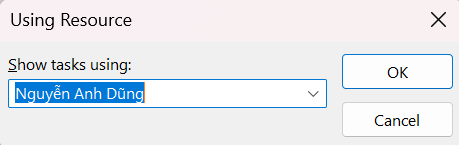 Using Resource
Show tasks using:
Nguyễn Anh Dũng
OK
Cancel